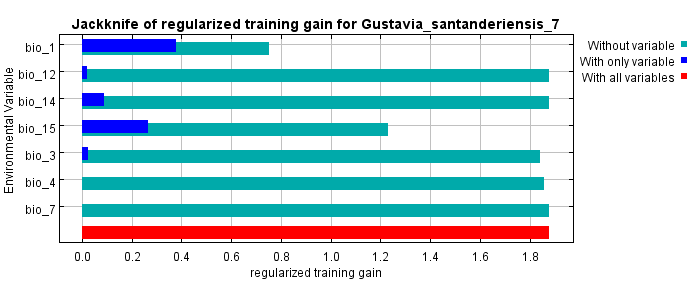 Jackknife of regularized training gain for Gustavia_santanderiensis_7
Environmental Variable
bio_1
bio_12
bio_14
bio_15
bio_3
bio_4
bio_7
Without variable
With only variable
With all variables
0.0 0.2 0.4 0.6 0.8 1.0 1.2 1.4 1.6 1.8
regularized training gain